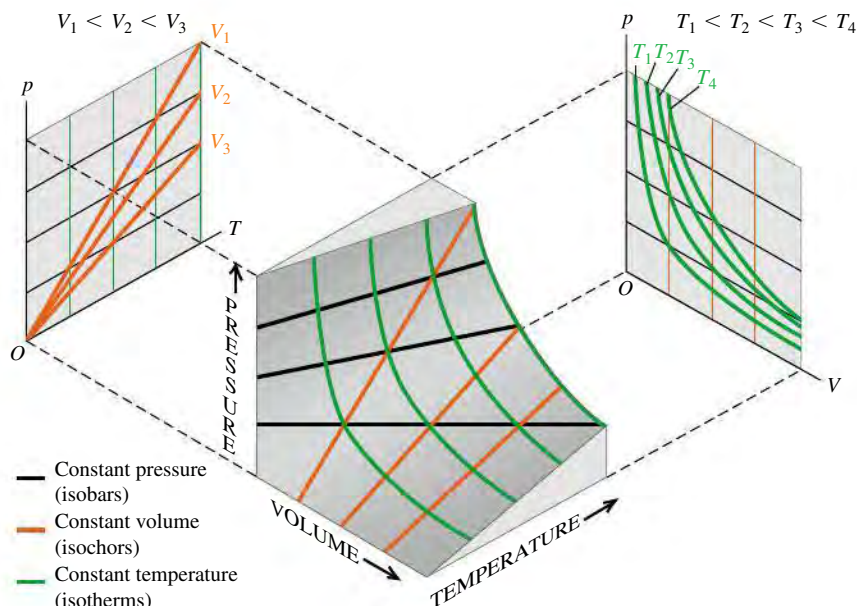 V1 < V2 < V3
V1
p
V2
V3
T
O
T1 < T2 < T3 < T4
p
T1 T2 T3
T4
O
V
PRESSURE
VOLUME
TEMPERATURE
Constant pressure
(isobars)
Constant volume
(isochors)
Constant temperature
(isotherms)